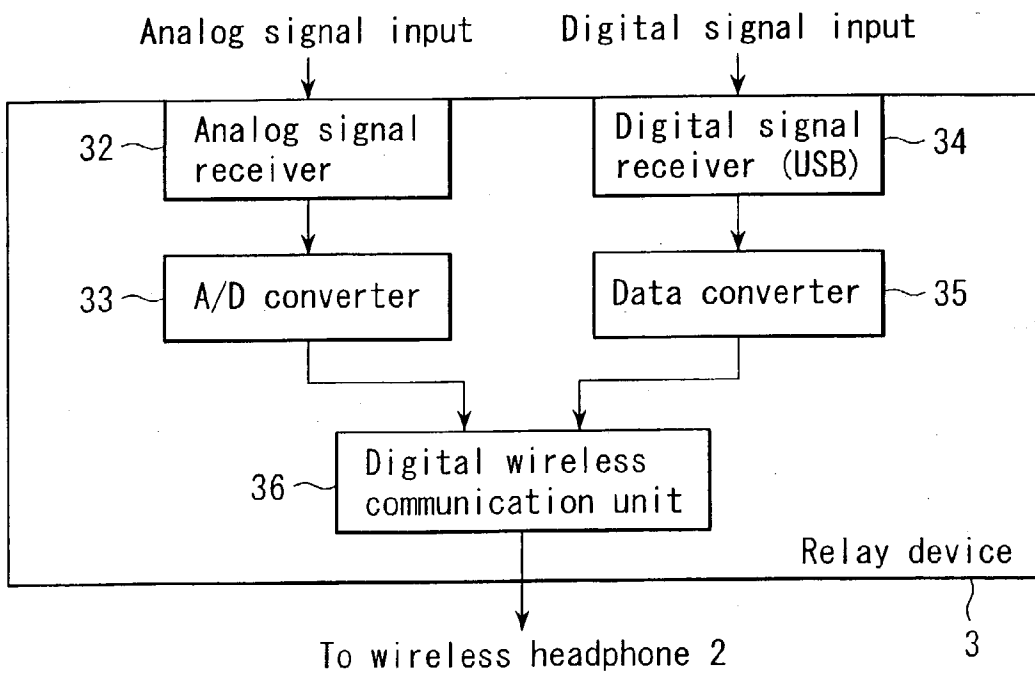 Analog signal input
Digital signal input
32
Analog signal
receiver
Digital signal
receiver (USB)
34
33
A/D converter
Data converter
35
36
Digital wireless
communication unit
Relay device
3
To wireless headphone 2